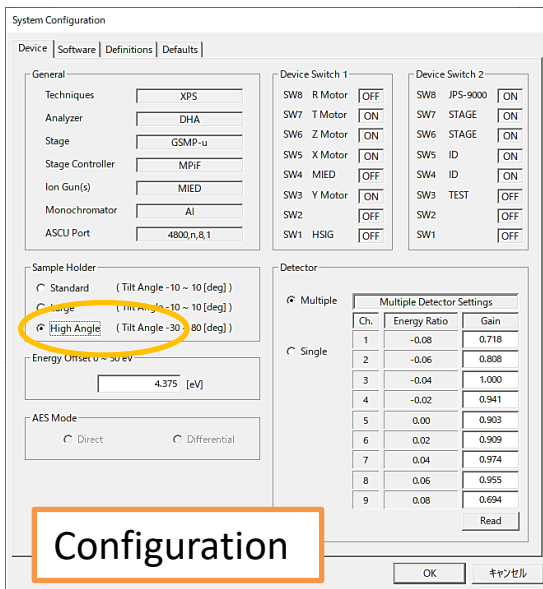 System Configuration
Device Software Definitions Defaults
General
Techniques XPS
Analyzer DHA
Stage GSMP-u
Stage Controller MPiF
Ion Gun(s) MIED
Monochromator Al
ASCU Port 4800,n,8,1
Device Switch 1
SW8 R Motor OFF
SW7 T Motor ON
SW6 Z Motor ON
SW5 X Motor ON
SW4 MIED OFF
SW3 Y Motor ON
SW2 OFF
SW1 HSIG OFF
Device Switch 2
SW8 JPS-9000 ON
SW7 STAGE ON
SW6 STAGE ON
SW5 ID ON
SW4 ID ON
SW3 TEST OFF
SW2 OFF
SW1 OFF
Sample Holder
Standard ( Tilt Angle -10 ~ 10 [deg] )
Large ( Tilt Angle -10 ~ 10 [deg] )
High Angle ( Tilt Angle -30 ~ 80 [deg] )
Energy Offset 0 ~ 50 eV
4.375 [eV]
AES Mode
Direct Differential
Detector
Multiple
Single
Multiple Detector Settings
Ch. Energy Ratio Gain
1 -0.08 0.718
2 -0.06 0.808
3 -0.04 1.000
4 -0.02 0.941
5 0.00 0.903
6 0.02 0.909
7 0.04 0.974
8 0.06 0.955
9 0.08 0.694
Read
Configuration
OK キャンセル